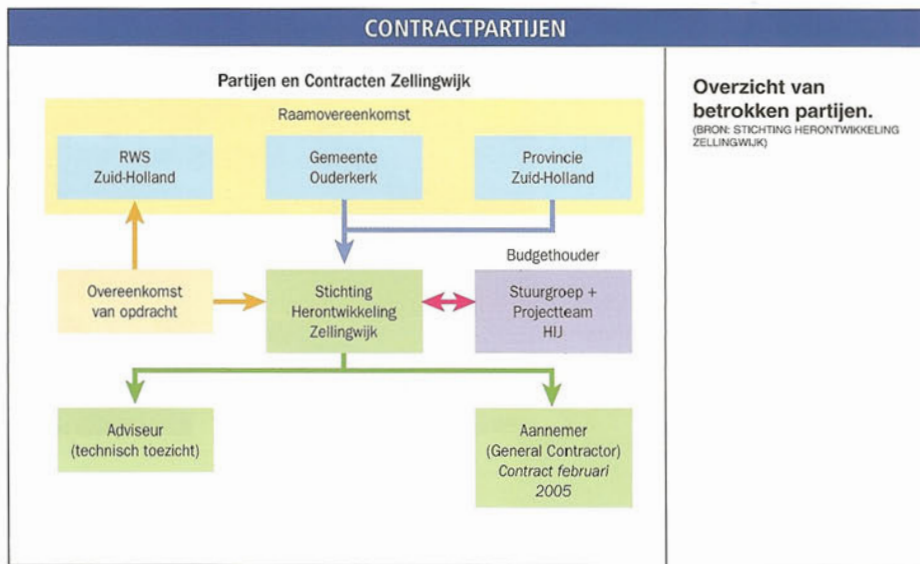 CONTRACTPARTIJEN
Partijen en Contracten Zellingwijk
Raamovereenkomst
RWS
Zuid-Holland
Gemeente
Ouderkerk
Provincie
Zuid-Holland
Budgethouder
Overeenkomst
van opdracht
Stichting
Herontwikkeling
Zellingwijk
Stuurgroep +
Projectteam
HIJ
Adviseur
(technisch toezicht)
Aannemer
(General Contractor)
Contract februari
2005
Overzicht van
betrokken partijen.
(BRON: STICHTING HERONTWIKKELING
ZELLINGWIJK)